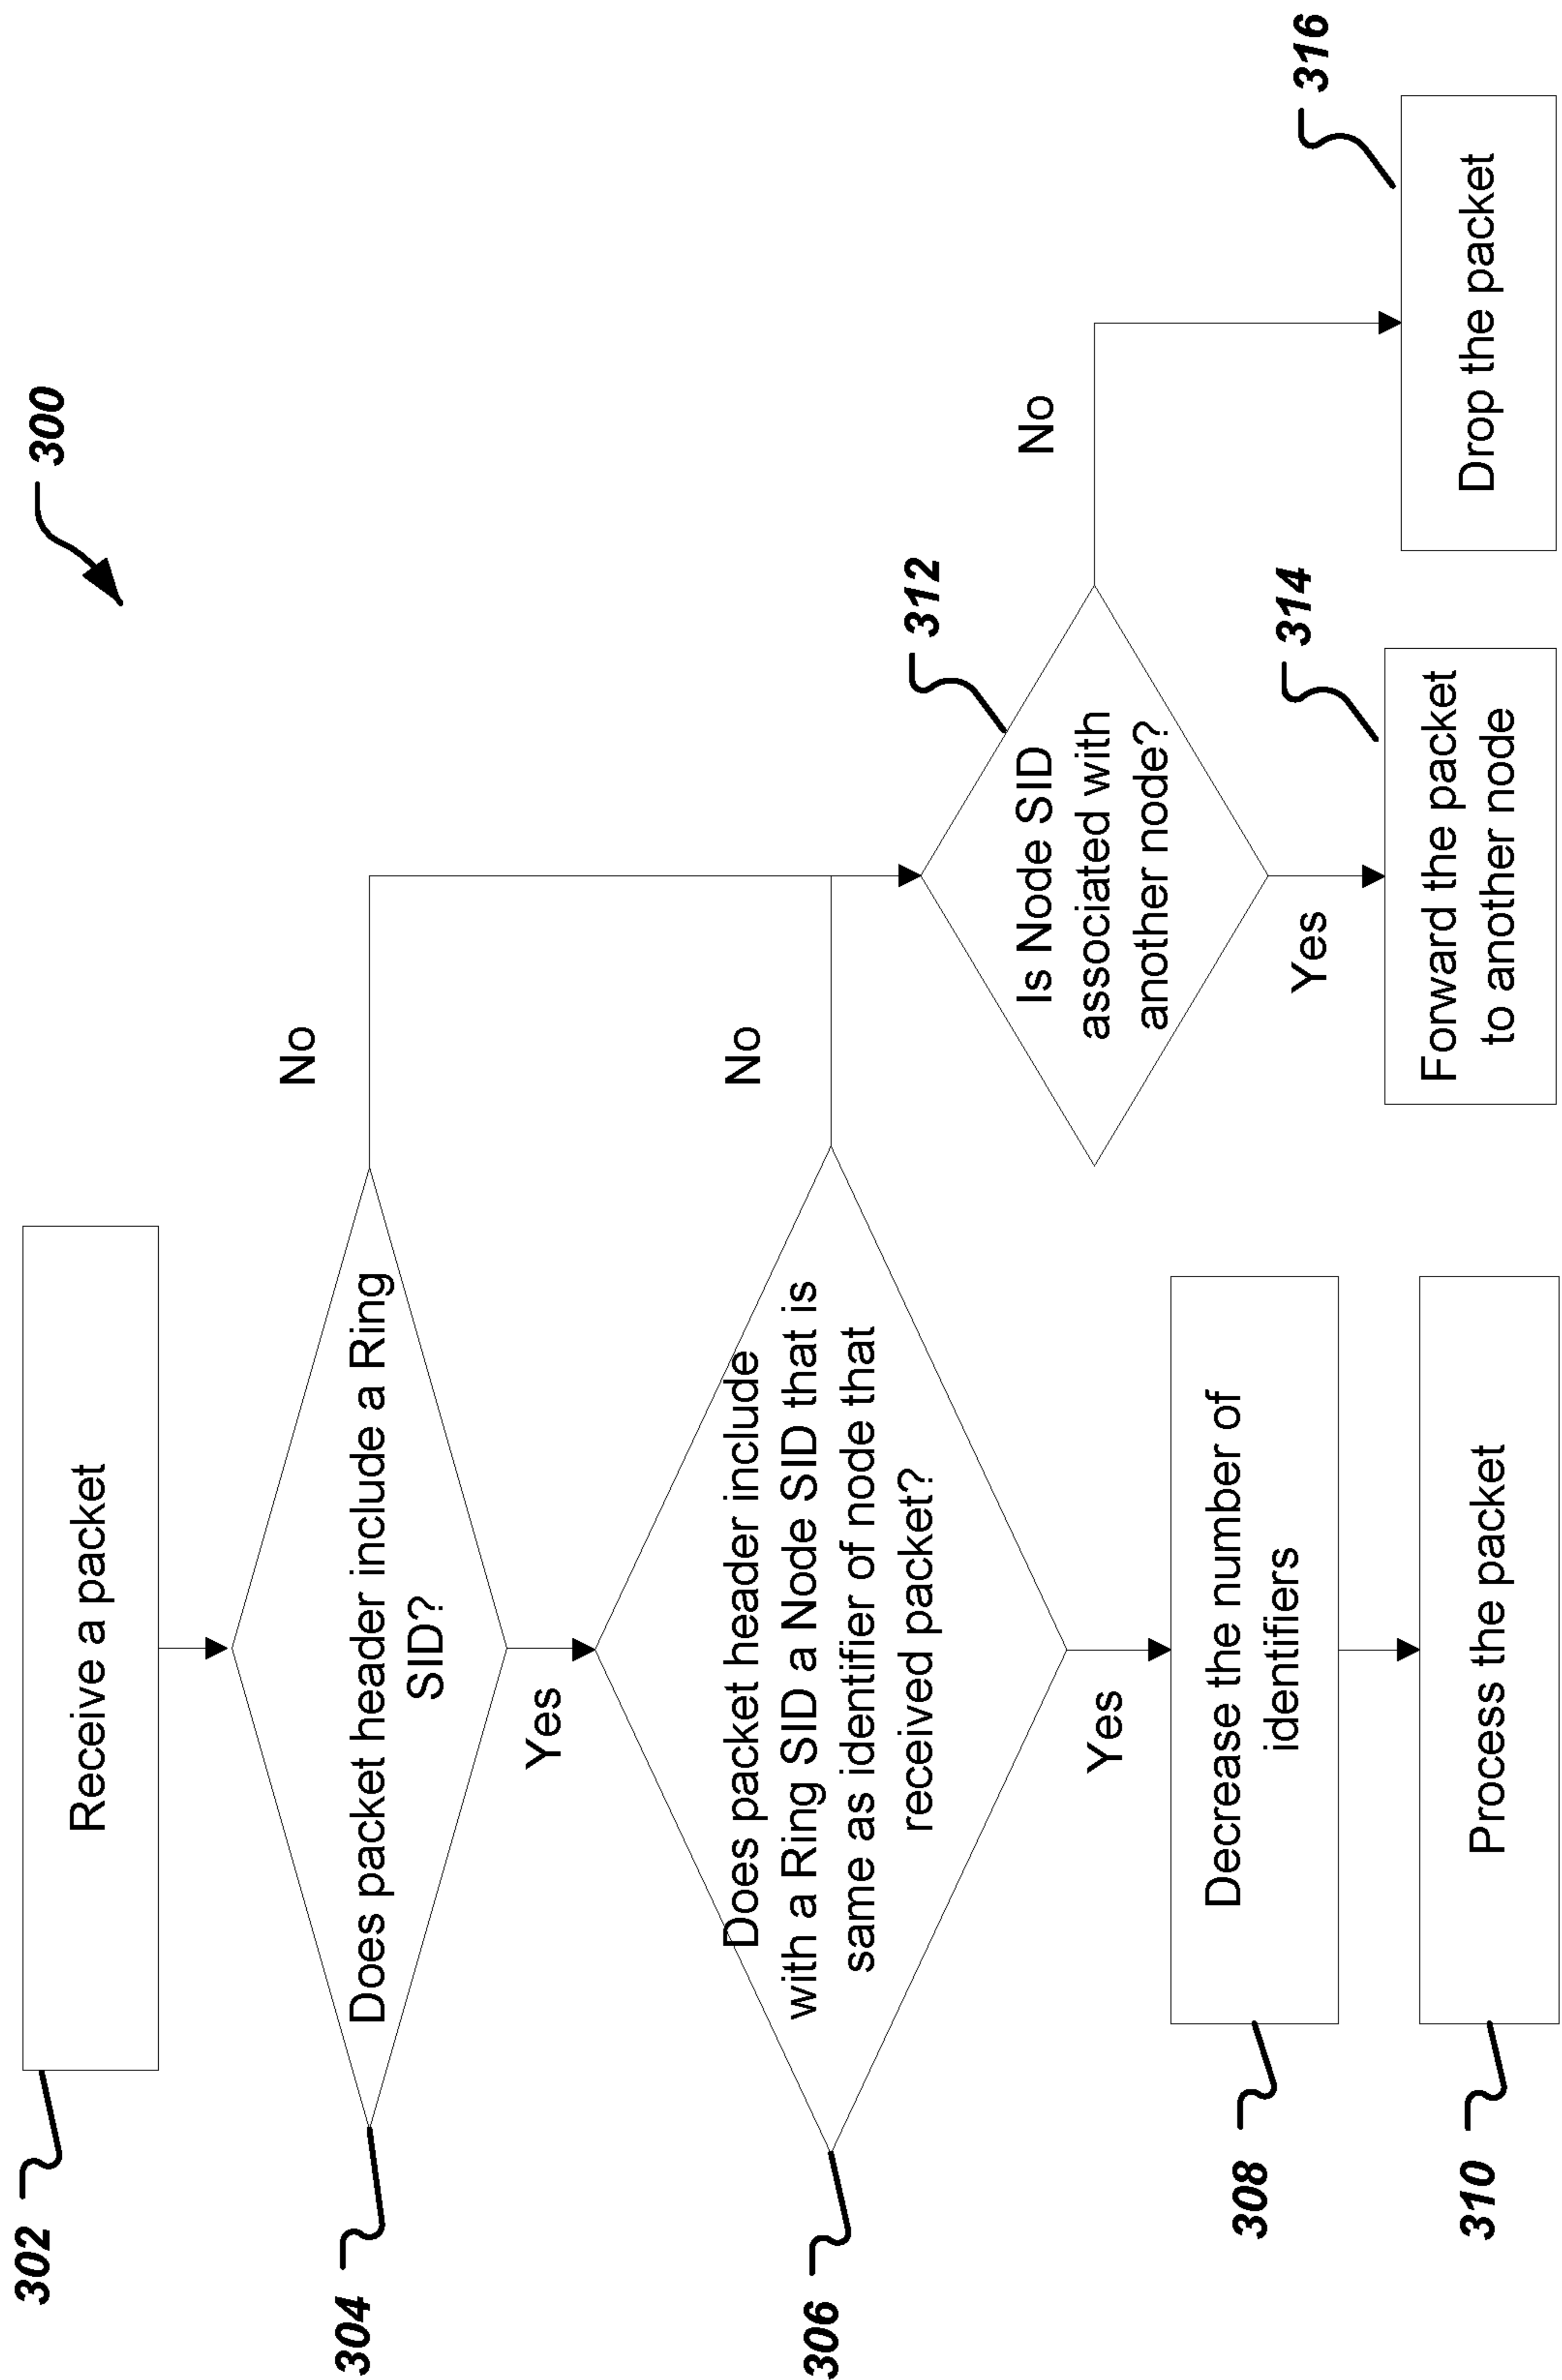 300
302
Receive a packet
304
Does packet header include a Ring
SID?
No
Yes
306
Does packet header include
with a Ring SID a Node SID that is
same as identifier of node that
received packet?
No
Yes
308
Decrease the number of
identifiers
310
Process the packet
312
Is Node SID
associated with
another node?
No
Yes
314
Forward the packet
to another node
316
Drop the packet